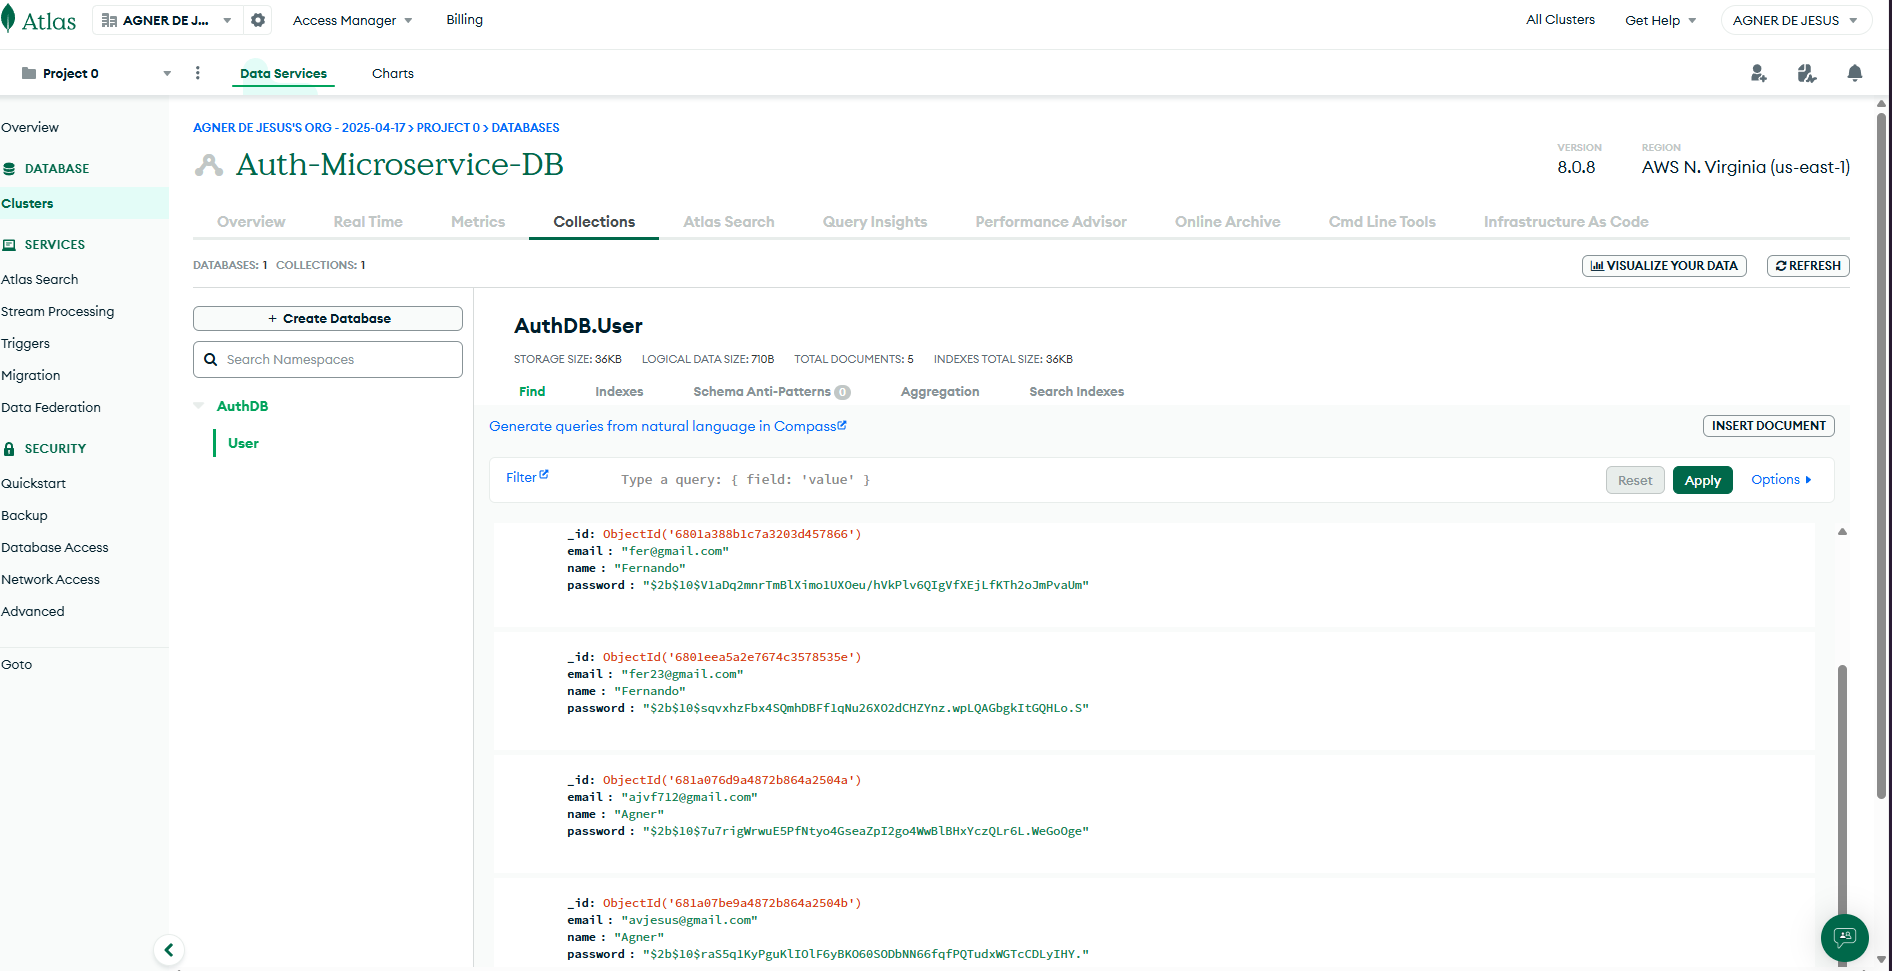 Atlas
AGNER DE J...
Access Manager
Billing
All Clusters
Get Help
AGNER DE JESUS
Project 0
Data Services
Charts
Overview
DATABASE
Clusters
SERVICES
Atlas Search
Stream Processing
Triggers
Migration
Data Federation
SECURITY
Quickstart
Backup
Database Access
Network Access
Advanced
Goto
AGNER DE JESUS'S ORG - 2025-04-17 > PROJECT 0 > DATABASES
Auth-Microservice-DB
VERSION
8.0.8
REGION
AWS N. Virginia (us-east-1)
Overview
Real Time
Metrics
Collections
Atlas Search
Query Insights
Performance Advisor
Online Archive
Cmd Line Tools
Infrastructure As Code
DATABASES: 1 COLLECTIONS: 1
VISUALIZE YOUR DATA
REFRESH
+ Create Database
Search Namespaces
AuthDB
User
AuthDB.User
STORAGE SIZE: 36KB LOGICAL DATA SIZE: 710B TOTAL DOCUMENTS: 5 INDEXES TOTAL SIZE: 36KB
Find
Indexes
Schema Anti-Patterns 0
Aggregation
Search Indexes
Generate queries from natural language in Compass
INSERT DOCUMENT
Filter
Type a query: { field: 'value' }
Reset
Apply
Options
_id: ObjectId('6801a388b1c7a3203d457866')
email : "fer@gmail.com"
name : "Fernando"
password : "$2b$10$V1aDq2mnrTmBlXimo1UXOeu/hVkPlv6QIgVfXEjLfKTh2oJmPvaUm"
_id: ObjectId('6801eea5a2e7674c3578535e')
email : "fer23@gmail.com"
name : "Fernando"
password : "$2b$10$sqvxhzFbx4SQmhDBFf1qNu26XO2dCHZYnz.wpLQAGbgkItGQHLo.S"
_id: ObjectId('681a076d9a4872b864a2504a')
email : "ajvf712@gmail.com"
name : "Agner"
password : "$2b$10$7u7rigWrwuE5PfNtyo4GseaZpI2go4WwBlBHxYczQLr6L.WeGoOge"
_id: ObjectId('681a07be9a4872b864a2504b')
email : "avjesus@gmail.com"
name : "Agner"
password : "$2b$10$raS5q1KyPguKlIOlF6yBKO60SODbNN66fqfPQTudxWGTcCDLyIHY."